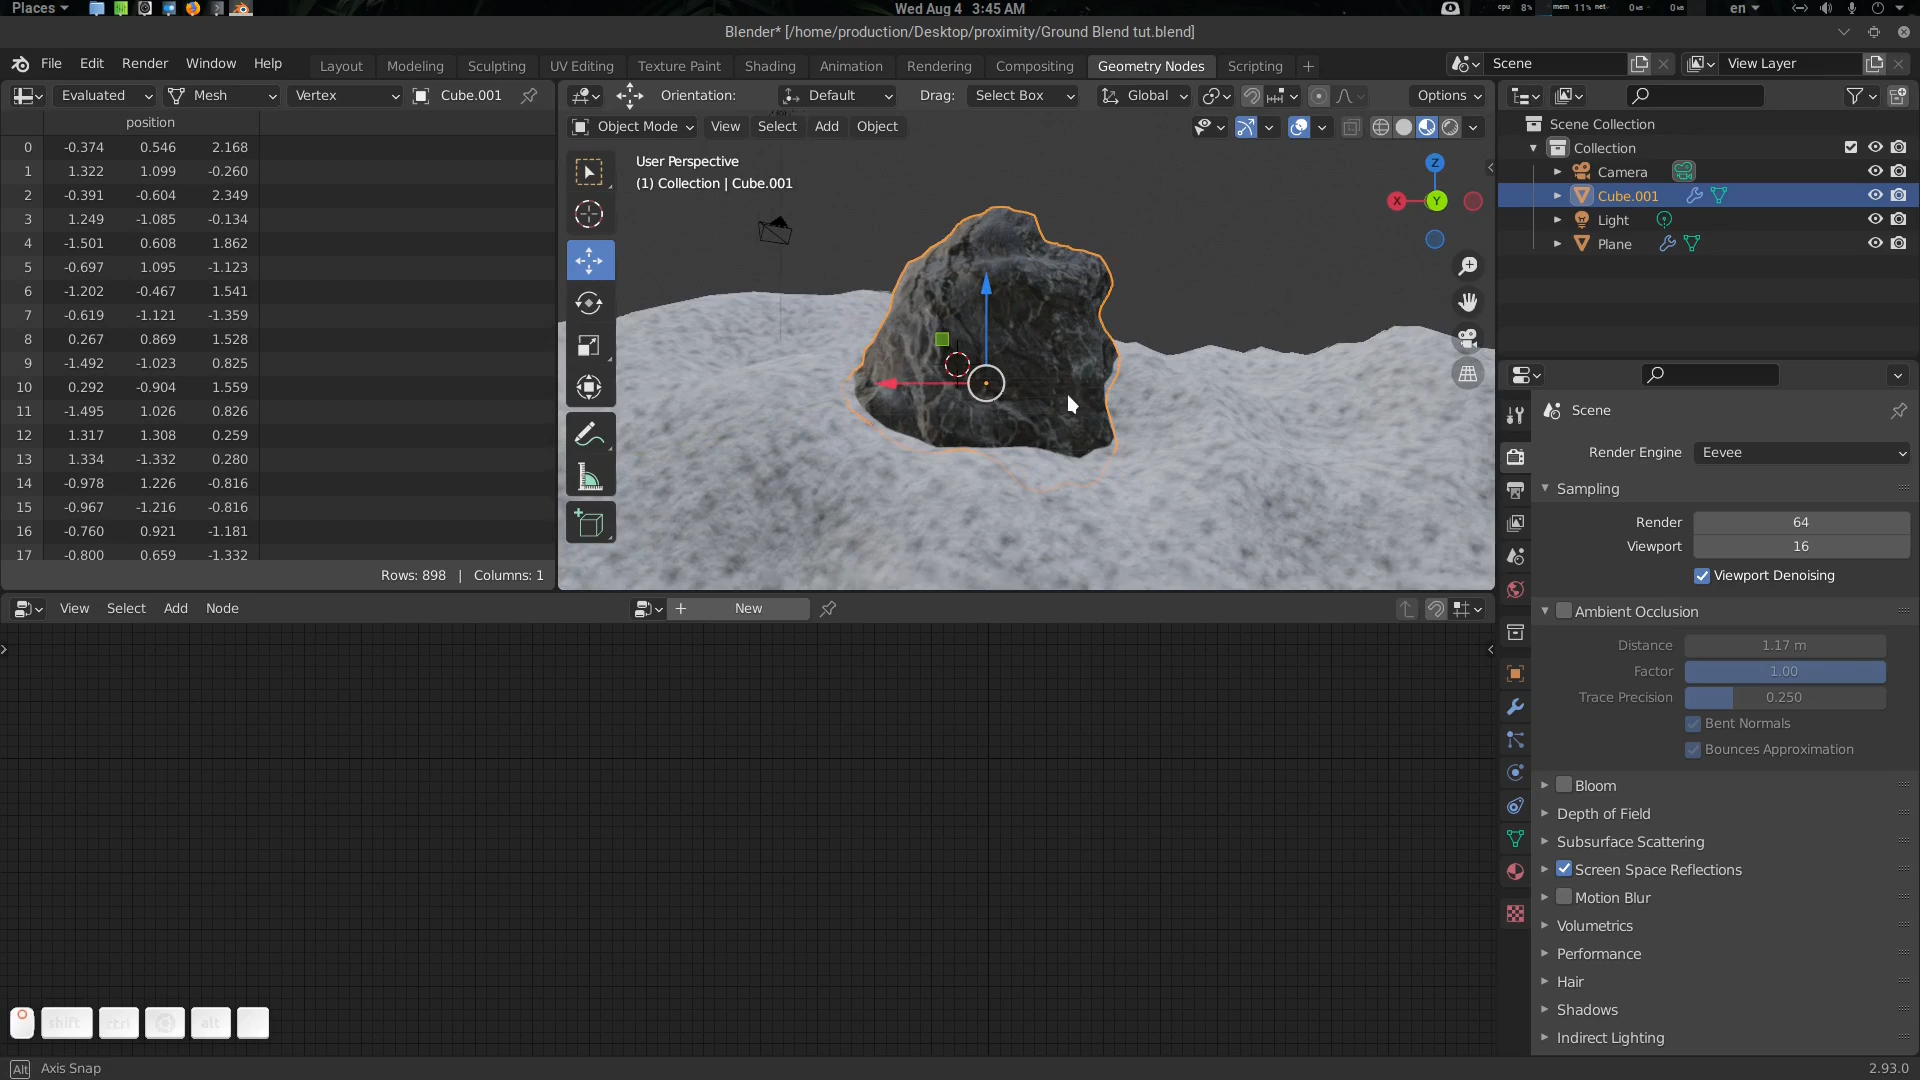 Places
Wed Aug 4 3:45 AM
cpu 8% mem 11% net 0kB 0kB en
Blender* [/home/production/Desktop/proximity/Ground Blend tut.blend]
File Edit Render Window Help
Layout Modeling Sculpting UV Editing Texture Paint Shading Animation Rendering Compositing Geometry Nodes Scripting +
Scene
View Layer
Evaluated Mesh Vertex Cube.001
Orientation: Default Drag: Select Box Global Options
Object Mode View Select Add Object
User Perspective
(1) Collection | Cube.001
Z
X
Y
position
0 -0.374 0.546 2.168
1 1.322 1.099 -0.260
2 -0.391 -0.604 2.349
3 1.249 -1.085 -0.134
4 -1.501 0.608 1.862
5 -0.697 1.095 -1.123
6 -1.202 -0.467 1.541
7 -0.619 -1.121 -1.359
8 0.267 0.869 1.528
9 -1.492 -1.023 0.825
10 0.292 -0.904 1.559
11 -1.495 1.026 0.826
12 1.317 1.308 0.259
13 1.334 -1.332 0.280
14 -0.978 1.226 -0.816
15 -0.967 -1.216 -0.816
16 -0.760 0.921 -1.181
17 -0.800 0.659 -1.332
Rows: 898 | Columns: 1
View Select Add Node
+ New
Scene Collection
Collection
Camera
Cube.001
Light
Plane
Scene
Render Engine Eevee
Sampling
Render 64
Viewport 16
Viewport Denoising
Ambient Occlusion
Distance 1.17 m
Factor 1.00
Trace Precision 0.250
Bent Normals
Bounces Approximation
Bloom
Depth of Field
Subsurface Scattering
Screen Space Reflections
Motion Blur
Volumetrics
Performance
Hair
Shadows
Indirect Lighting
shift ctrl alt
Alt Axis Snap
2.93.0